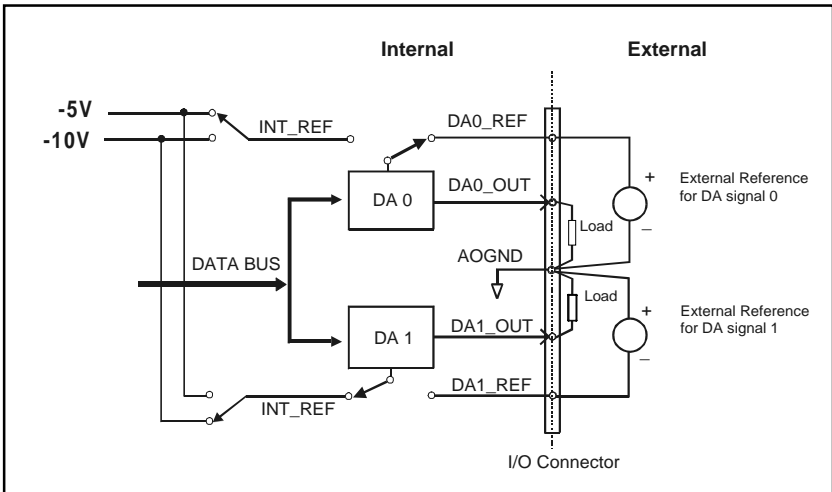 Internal
External
-5V
-10V
INT_REF
DA0_REF
DA 0
DA0_OUT
Load
+
–
External Reference
for DA signal 0
DATA BUS
AOGND
DA 1
DA1_OUT
Load
+
–
External Reference
for DA signal 1
INT_REF
DA1_REF
I/O Connector